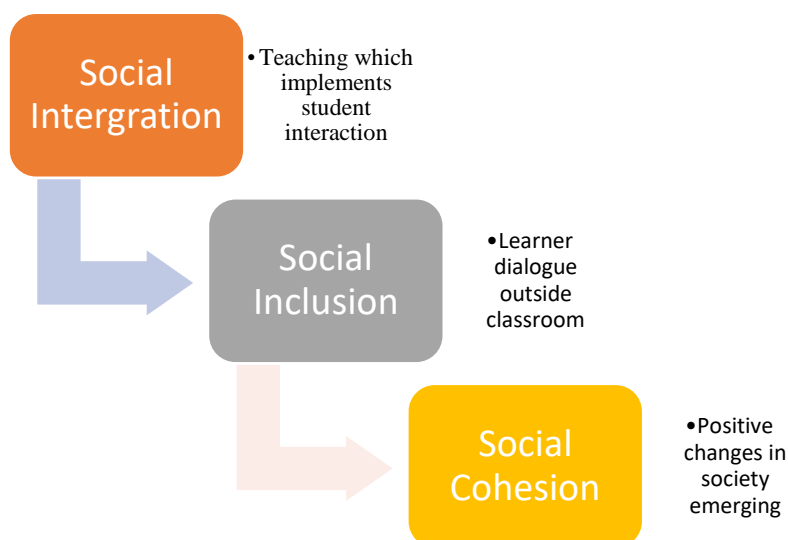 Social
Intergration
•Teaching which
implements
student
interaction
Social
Inclusion
•Learner
dialogue
outside
classroom
Social
Cohesion
•Positive
changes in
society
emerging